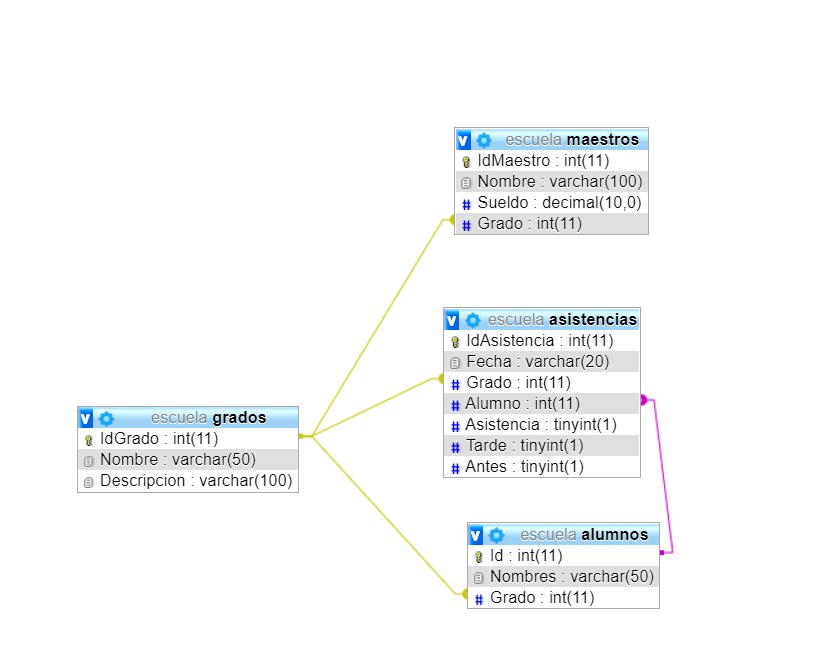 escuela maestros
IdMaestro : int(11)
Nombre : varchar(100)
Sueldo : decimal(10,0)
Grado : int(11)
escuela asistencias
IdAsistencia : int(11)
Fecha : varchar(20)
Grado : int(11)
Alumno : int(11)
Asistencia : tinyint(1)
Tarde : tinyint(1)
Antes : tinyint(1)
escuela grados
IdGrado : int(11)
Nombre : varchar(50)
Descripcion : varchar(100)
escuela alumnos
Id : int(11)
Nombres : varchar(50)
Grado : int(11)